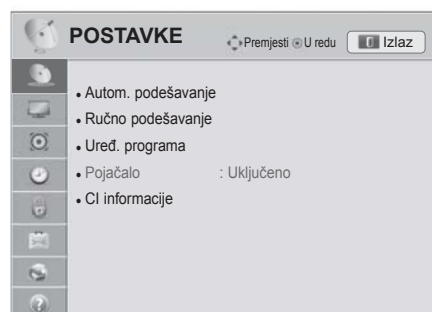 POSTAVKE Premjesti U redu Izlaz
• Autom. podešavanje
• Ručno podešavanje
• Uređ. programa
• Pojačalo : Uključeno
• CI informacije